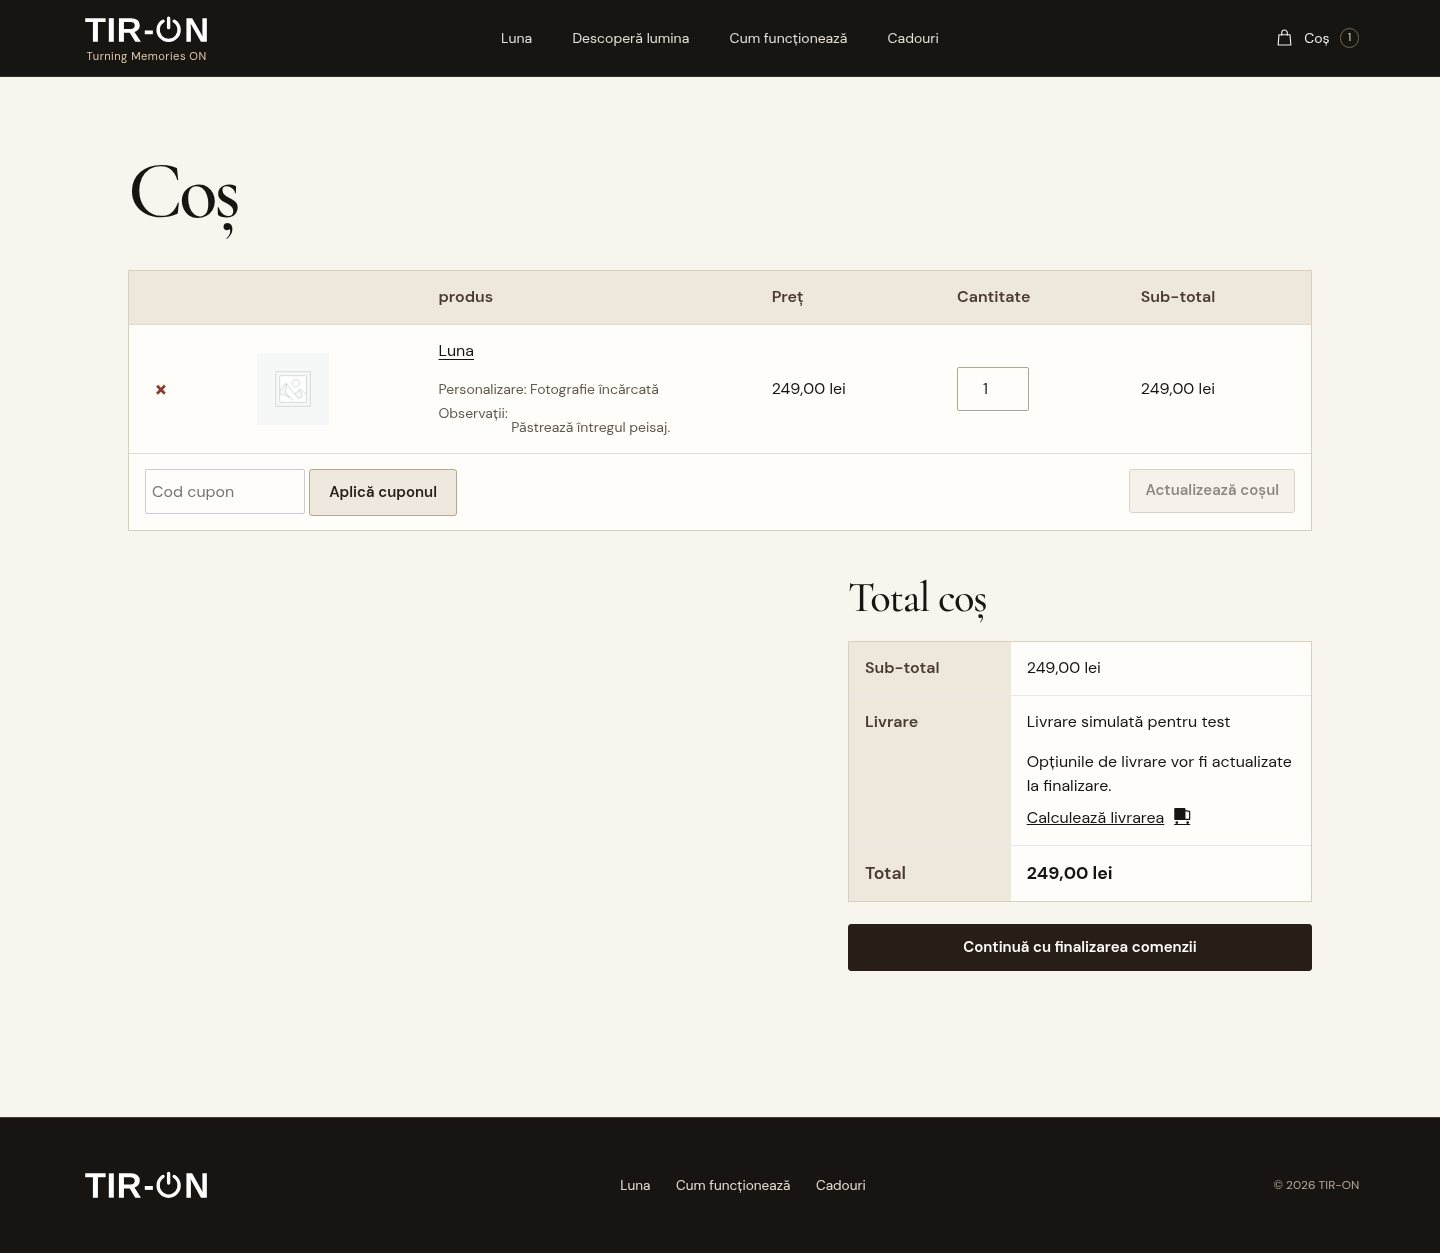 TIR-ON
Turning Memories ON
Luna
Descoperă lumina
Cum funcționează
Cadouri
Coș
1
Coș
produs
Preț
Cantitate
Sub-total
×
Luna
Personalizare: Fotografie încărcată
Observații:
Păstrează întregul peisaj.
249,00 lei
1
249,00 lei
Cod cupon
Aplică cuponul
Actualizează coșul
Total coș
Sub-total
249,00 lei
Livrare
Livrare simulată pentru test
Opțiunile de livrare vor fi actualizate
la finalizare.
Calculează livrarea
Total
249,00 lei
Continuă cu finalizarea comenzii
TIR-ON
Luna
Cum funcționează
Cadouri
© 2026 TIR-ON